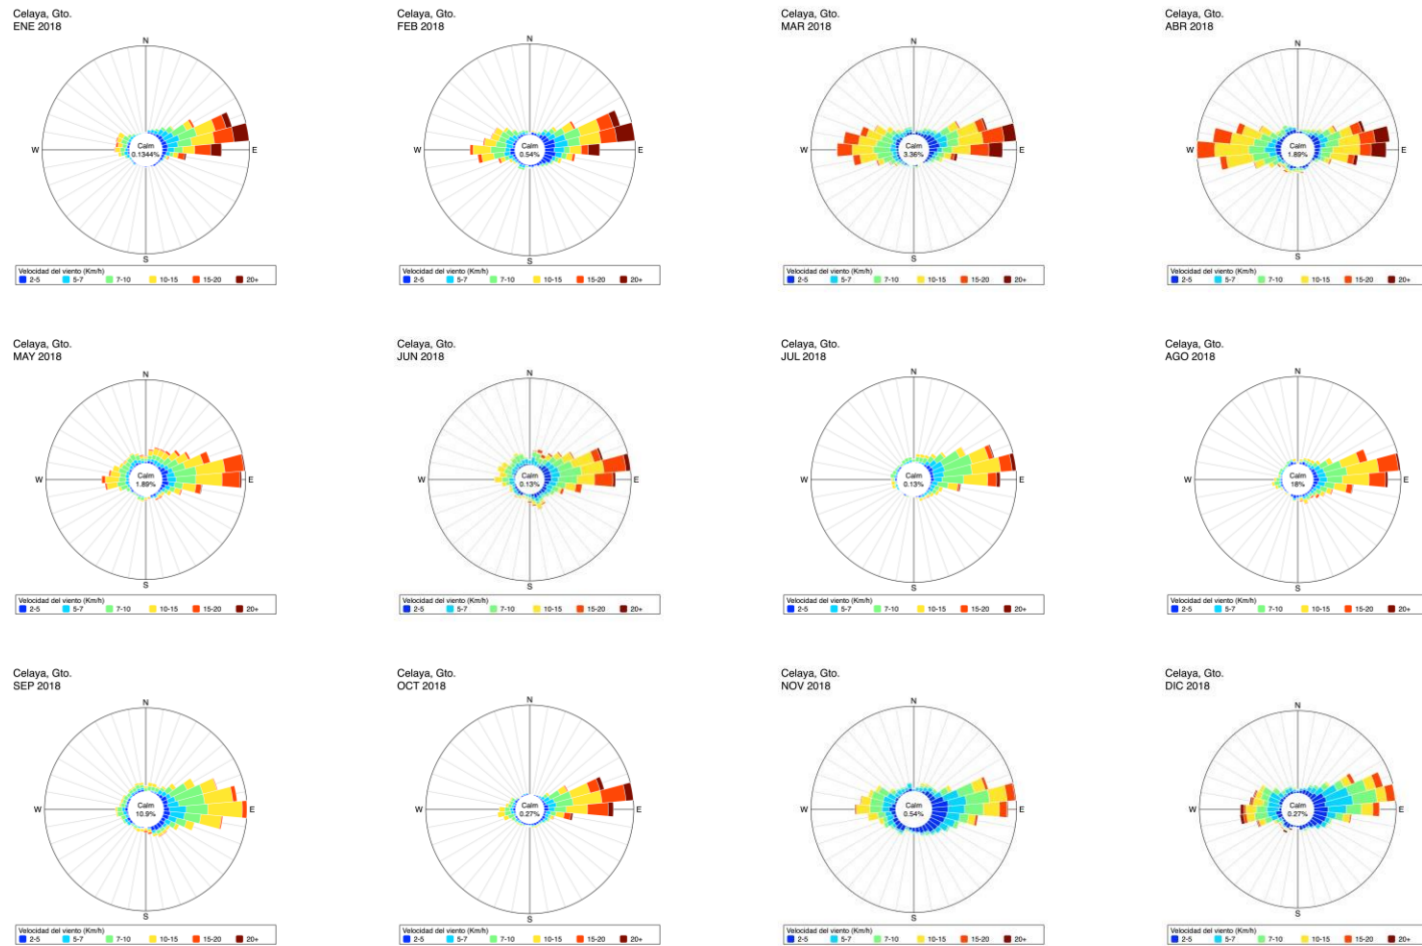 Celaya, Gto.
ENE 2018
N
W
Calm
0.1344%
E
S
Velocidad del viento (Km/h)
2-5 5-7 7-10 10-15 15-20 20+
Celaya, Gto.
FEB 2018
N
W
Calm
0.54%
E
S
Velocidad del viento (Km/h)
2-5 5-7 7-10 10-15 15-20 20+
Celaya, Gto.
MAR 2018
N
W
Calm
3.36%
E
S
Velocidad del viento (Km/h)
2-5 5-7 7-10 10-15 15-20 20+
Celaya, Gto.
ABR 2018
N
W
Calm
1.89%
E
S
Velocidad del viento (Km/h)
2-5 5-7 7-10 10-15 15-20 20+
Celaya, Gto.
MAY 2018
N
W
Calm
1.89%
E
S
Velocidad del viento (Km/h)
2-5 5-7 7-10 10-15 15-20 20+
Celaya, Gto.
JUN 2018
N
W
Calm
0.13%
E
S
Velocidad del viento (Km/h)
2-5 5-7 7-10 10-15 15-20 20+
Celaya, Gto.
JUL 2018
N
W
Calm
0.13%
E
S
Velocidad del viento (Km/h)
2-5 5-7 7-10 10-15 15-20 20+
Celaya, Gto.
AGO 2018
N
W
Calm
18%
E
S
Velocidad del viento (Km/h)
2-5 5-7 7-10 10-15 15-20 20+
Celaya, Gto.
SEP 2018
N
W
Calm
10.9%
E
S
Velocidad del viento (Km/h)
2-5 5-7 7-10 10-15 15-20 20+
Celaya, Gto.
OCT 2018
N
W
Calm
0.27%
E
S
Velocidad del viento (Km/h)
2-5 5-7 7-10 10-15 15-20 20+
Celaya, Gto.
NOV 2018
N
W
Calm
0.54%
E
S
Velocidad del viento (Km/h)
2-5 5-7 7-10 10-15 15-20 20+
Celaya, Gto.
DIC 2018
N
W
Calm
0.27%
E
S
Velocidad del viento (Km/h)
2-5 5-7 7-10 10-15 15-20 20+